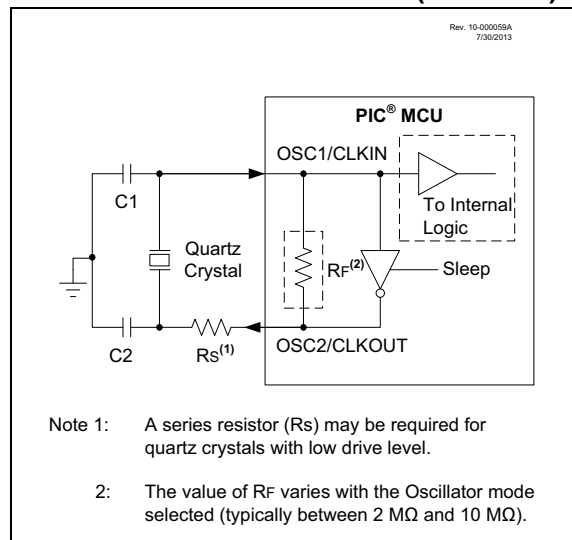 Rev. 10-000059A
7/30/2013
PIC® MCU
OSC1/CLKIN
C1
To Internal
Logic
Quartz
Crystal
RF(2)
Sleep
C2
RS(1)
OSC2/CLKOUT
Note 1: A series resistor (Rs) may be required for
quartz crystals with low drive level.
2: The value of RF varies with the Oscillator mode
selected (typically between 2 MΩ and 10 MΩ).